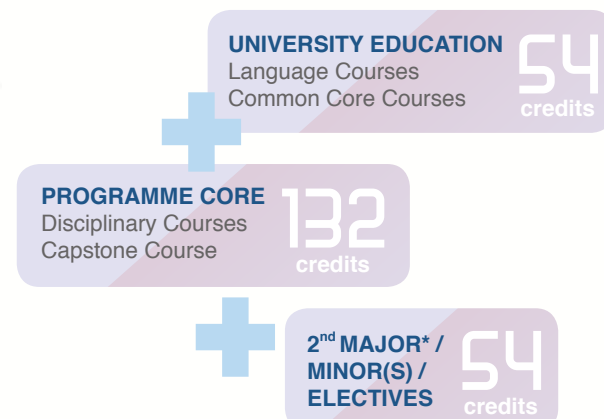 UNIVERSITY EDUCATION
Language Courses
Common Core Courses
54
credits
PROGRAMME CORE
Disciplinary Courses
Capstone Course
132
credits
2nd MAJOR* /
MINOR(S) /
ELECTIVES
54
credits